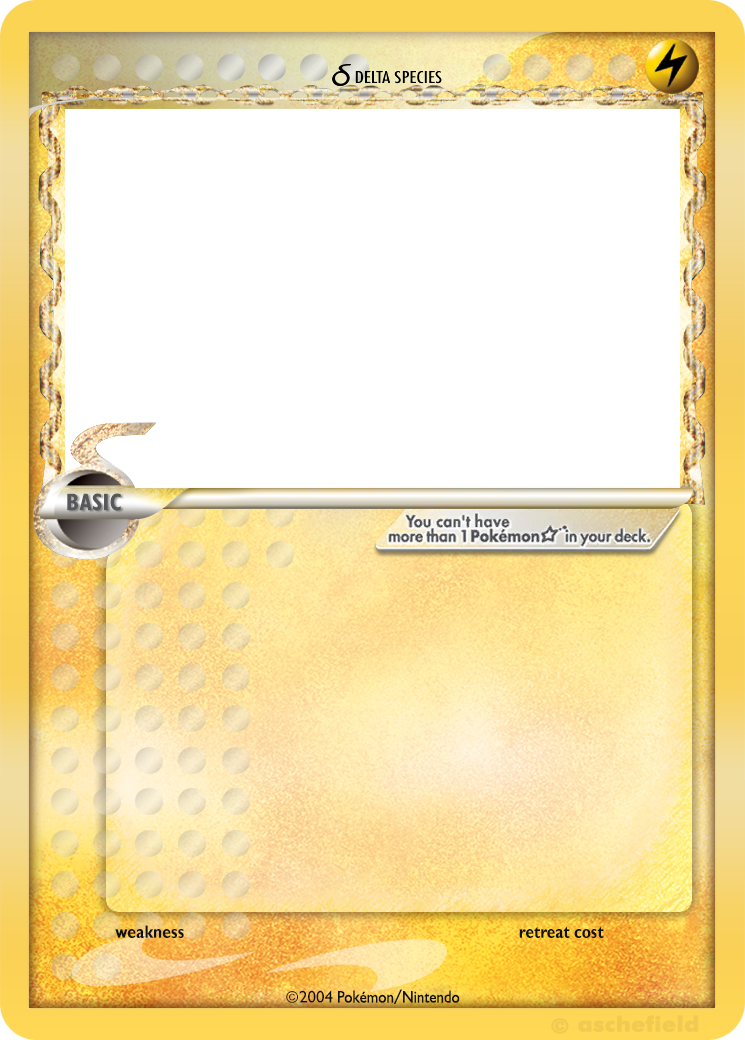 δ DELTA SPECIES
BASIC
You can't have
more than 1 Pokémon☆ in your deck.
weakness
retreat cost
©2004 Pokémon/Nintendo
© aschefield